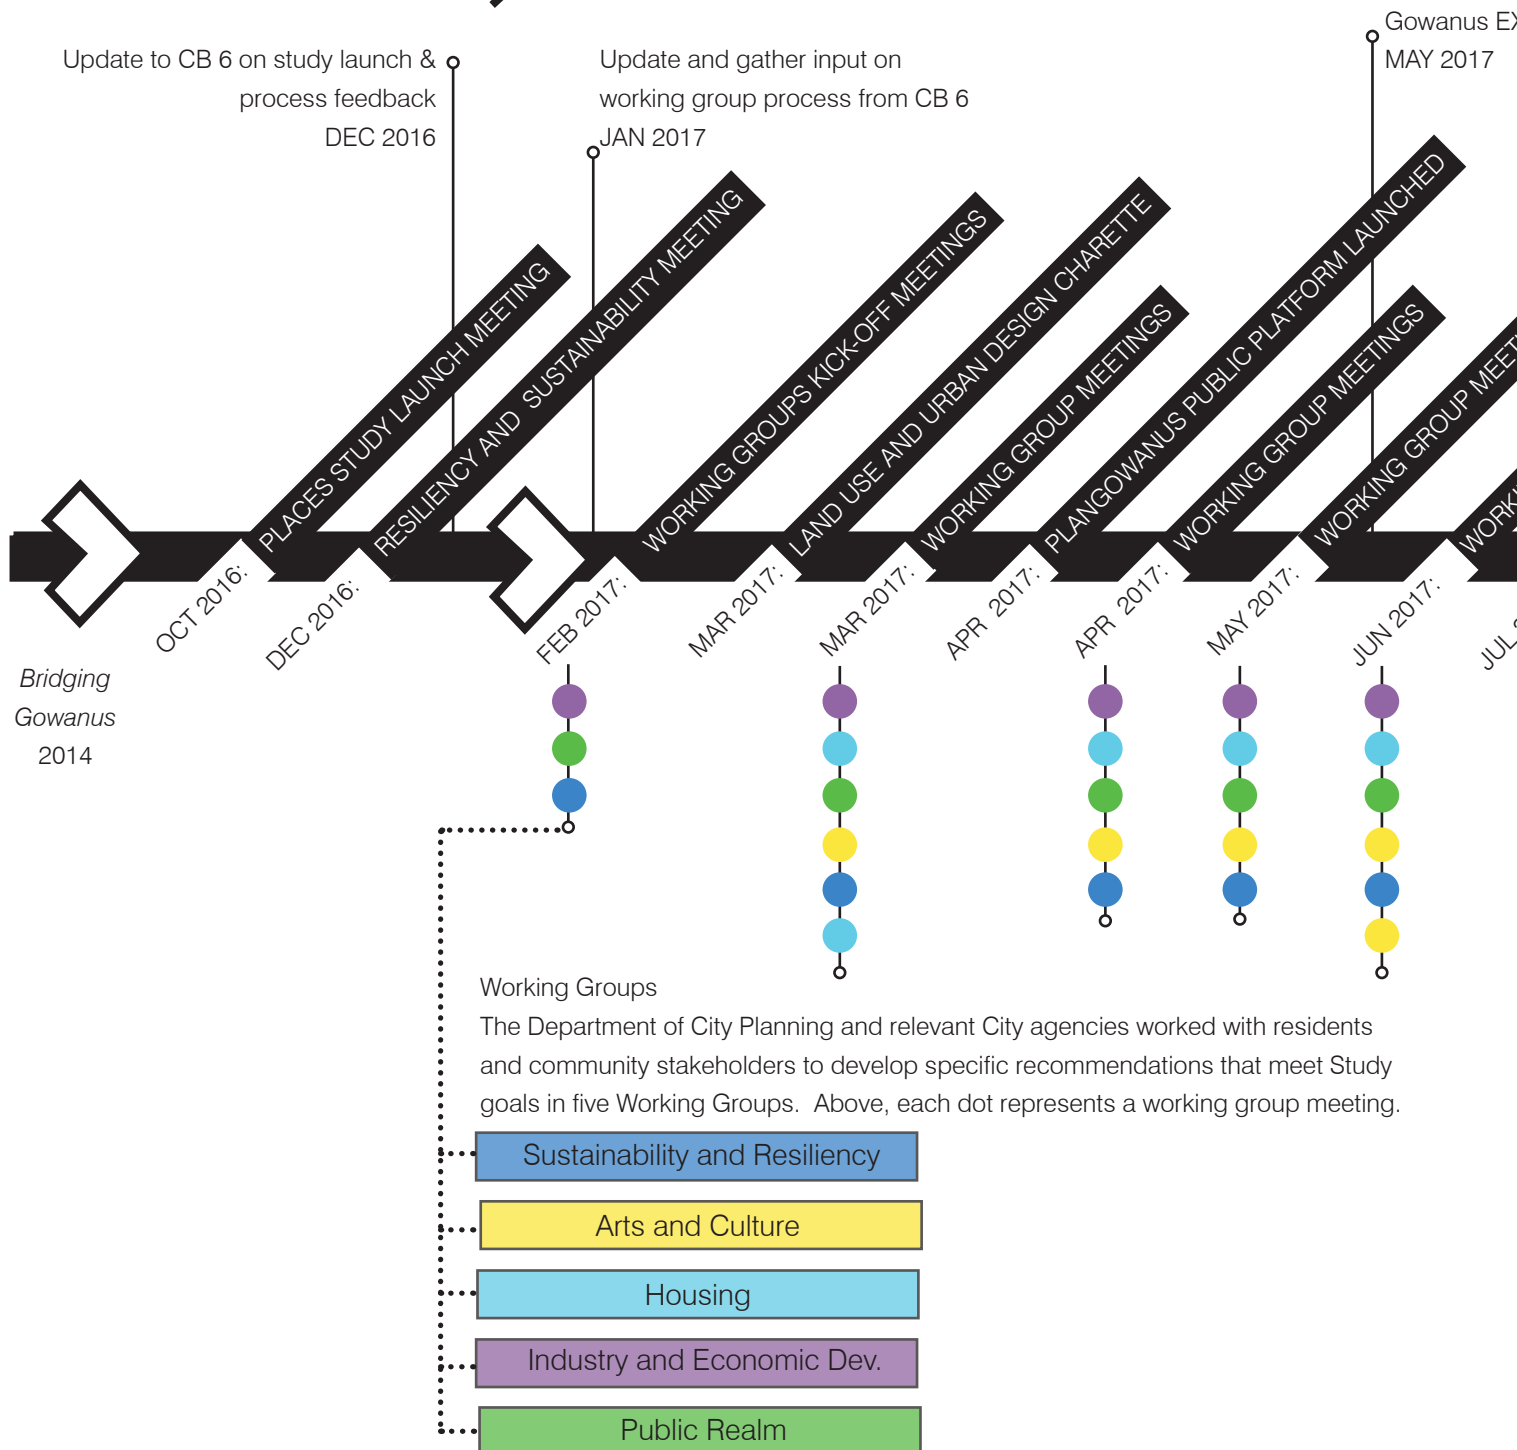 Gowanus
MAY 2017
Update to CB 6 on study launch &
process feedback
DEC 2016
Update and gather input on
working group process from CB 6
JAN 2017
PLACES STUDY LAUNCH MEETING
RESILIENCY AND SUSTAINABILITY MEETING
WORKING GROUPS KICK-OFF MEETINGS
LAND USE AND URBAN DESIGN CHARETTE
WORKING GROUP MEETINGS
PLANGOWANUS PUBLIC PLATFORM LAUNCHED
WORKING GROUP MEETINGS
WORKING GROUP
OCT 2016:
DEC 2016:
FEB 2017:
MAR 2017:
MAR 2017:
APR 2017:
APR 2017:
MAY 2017:
JUN 2017:
JUL
Bridging
Gowanus
2014
Working Groups
The Department of City Planning and relevant City agencies worked with residents
and community stakeholders to develop specific recommendations that meet Study
goals in five Working Groups. Above, each dot represents a working group meeting.
Sustainability and Resiliency
Arts and Culture
Housing
Industry and Economic Dev.
Public Realm